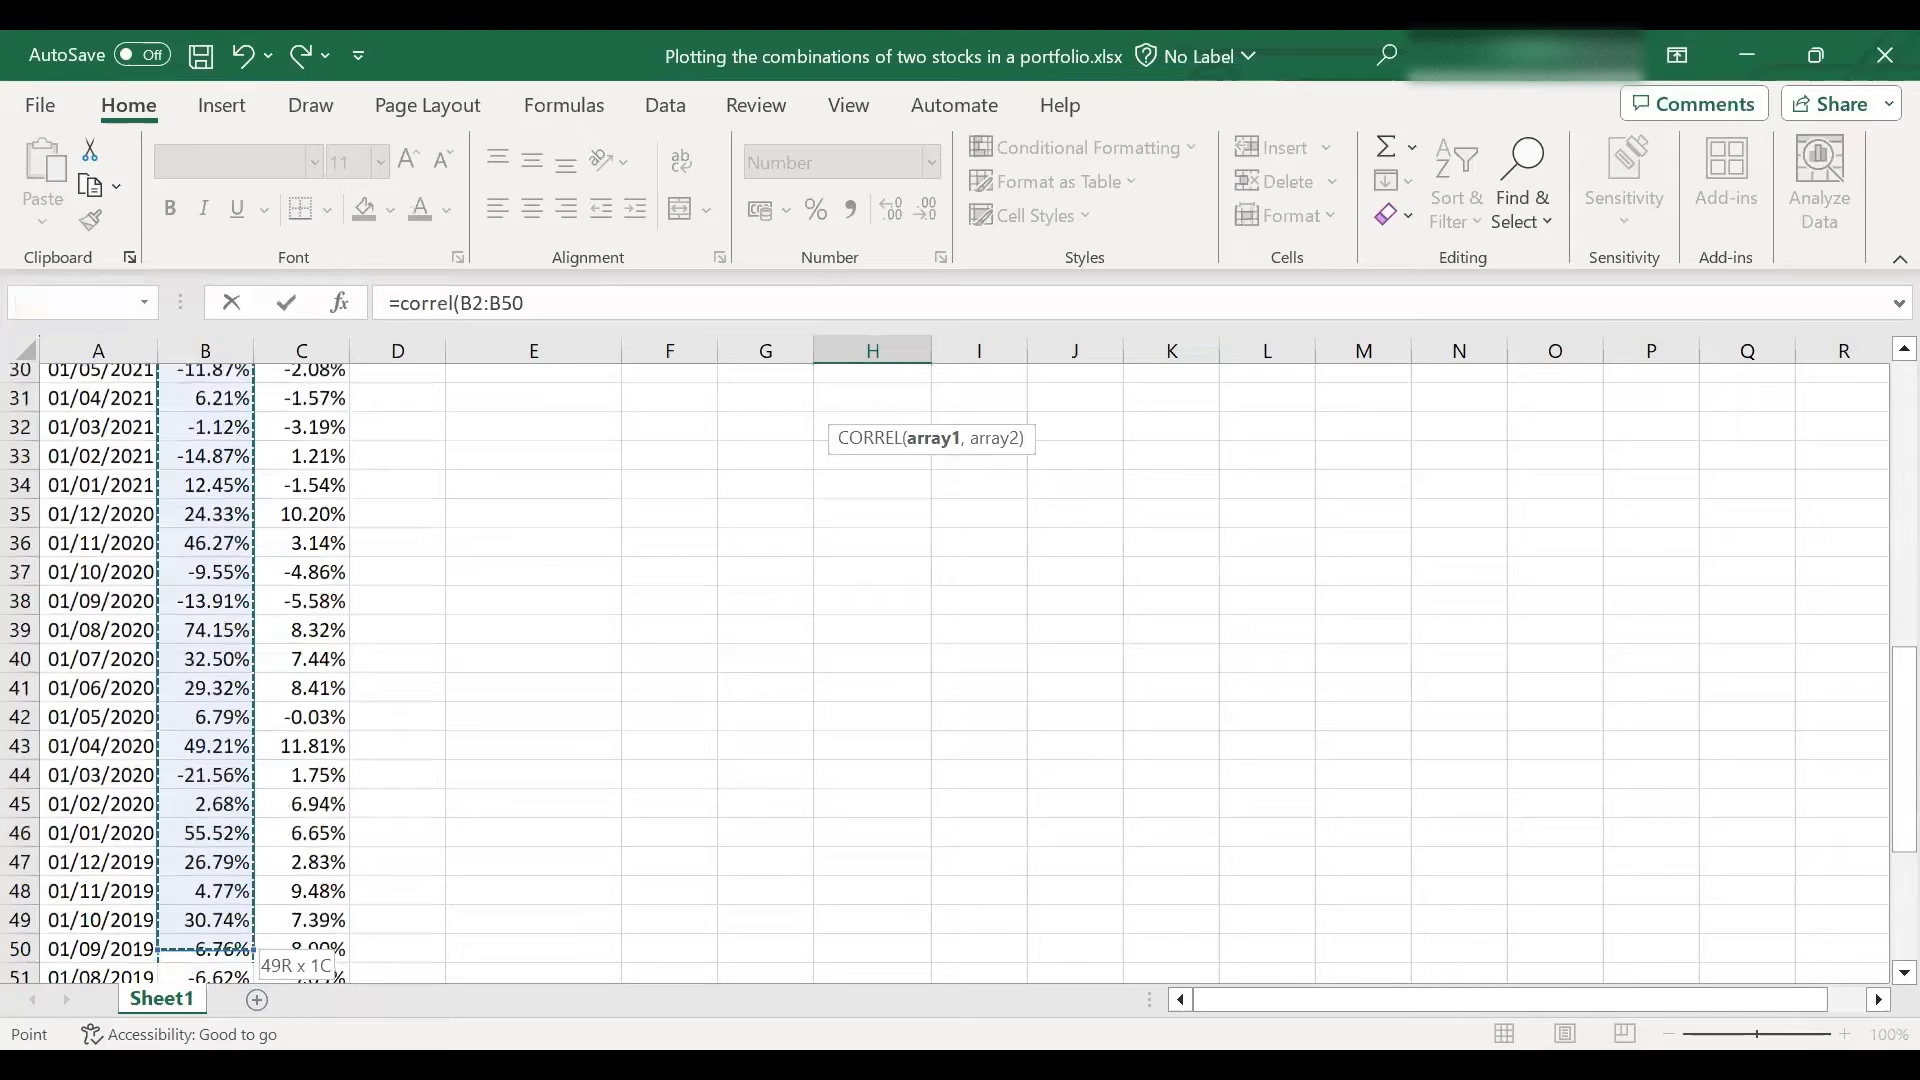 AutoSave Off Plotting the combinations of two stocks in a portfolio.xlsx No Label
File Home Insert Draw Page Layout Formulas Data Review View Automate Help Comments Share
Paste 11 Number Conditional Formatting Insert
Format as Table Delete
Cell Styles Format
Sort & Filter Find & Select Sensitivity Add-ins Analyze Data
Clipboard Font Alignment Number Styles Cells Editing Sensitivity Add-ins
=correl(B2:B50
A B C D E F G H I J K L M N O P Q R
30 01/05/2021 -11.87% -2.08%
31 01/04/2021 6.21% -1.57%
32 01/03/2021 -1.12% -3.19%
CORREL(array1, array2)
33 01/02/2021 -14.87% 1.21%
34 01/01/2021 12.45% -1.54%
35 01/12/2020 24.33% 10.20%
36 01/11/2020 46.27% 3.14%
37 01/10/2020 -9.55% -4.86%
38 01/09/2020 -13.91% -5.58%
39 01/08/2020 74.15% 8.32%
40 01/07/2020 32.50% 7.44%
41 01/06/2020 29.32% 8.41%
42 01/05/2020 6.79% -0.03%
43 01/04/2020 49.21% 11.81%
44 01/03/2020 -21.56% 1.75%
45 01/02/2020 2.68% 6.94%
46 01/01/2020 55.52% 6.65%
47 01/12/2019 26.79% 2.83%
48 01/11/2019 4.77% 9.48%
49 01/10/2019 30.74% 7.39%
50 01/09/2019 6.76%
49R x 1C
51 01/08/2019 -6.62%
Sheet1
Point Accessibility: Good to go 100%